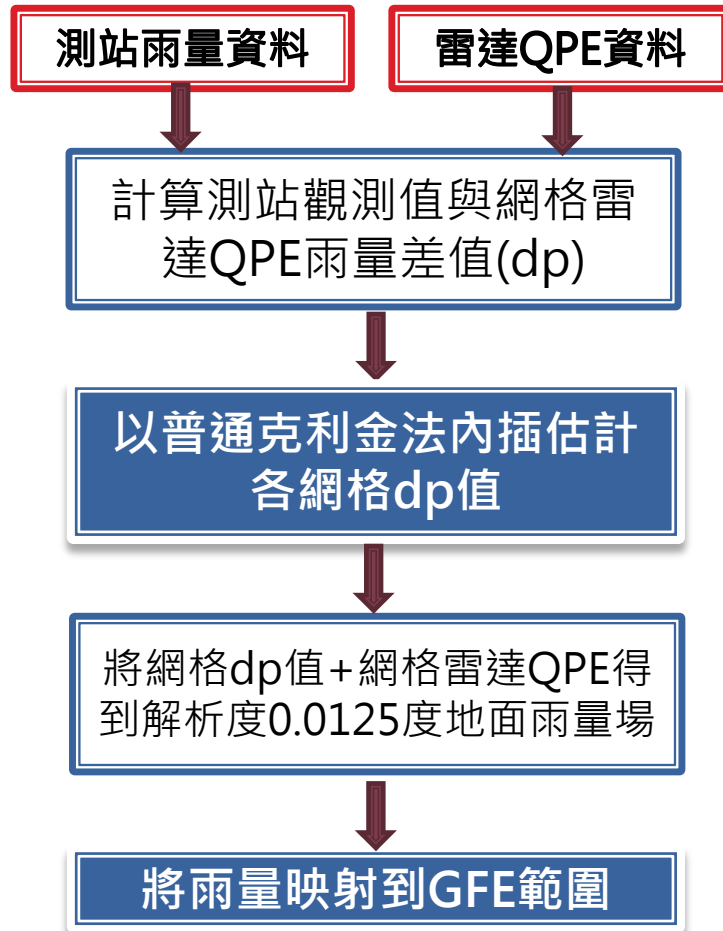 測站雨量資料
雷達QPE資料
計算測站觀測值與網格雷
達QPE雨量差值(dp)
以普通克利金法內插估計
各網格dp值
將網格dp值+網格雷達QPE得
到解析度0.0125度地面雨量場
將雨量映射到GFE範圍